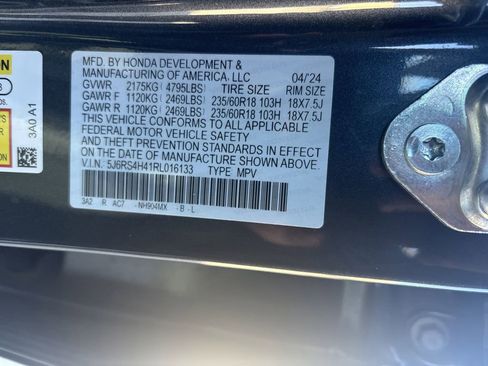 MFD. BY HONDA DEVELOPMENT &
MANUFACTURING OF AMERICA, LLC 04/24
GVWR 2175KG (4795LBS) TIRE SIZE RIM SIZE
GAWR F 1120KG (2469LBS) 235/60R18 103H 18X7.5J
GAWR R 1120KG (2469LBS) 235/60R18 103H 18X7.5J
THIS VEHICLE CONFORMS TO ALL APPLICABLE
FEDERAL MOTOR VEHICLE SAFETY
AND THEFT PREVENTION STANDARDS IN EFFECT
ON THE DATE OF MANUFACTURE SHOWN ABOVE.
V.I.N. 5J6RS4H41RL016133 TYPE MPV
3A2 R AC7 -NH904MX -B-L
3A0 A1